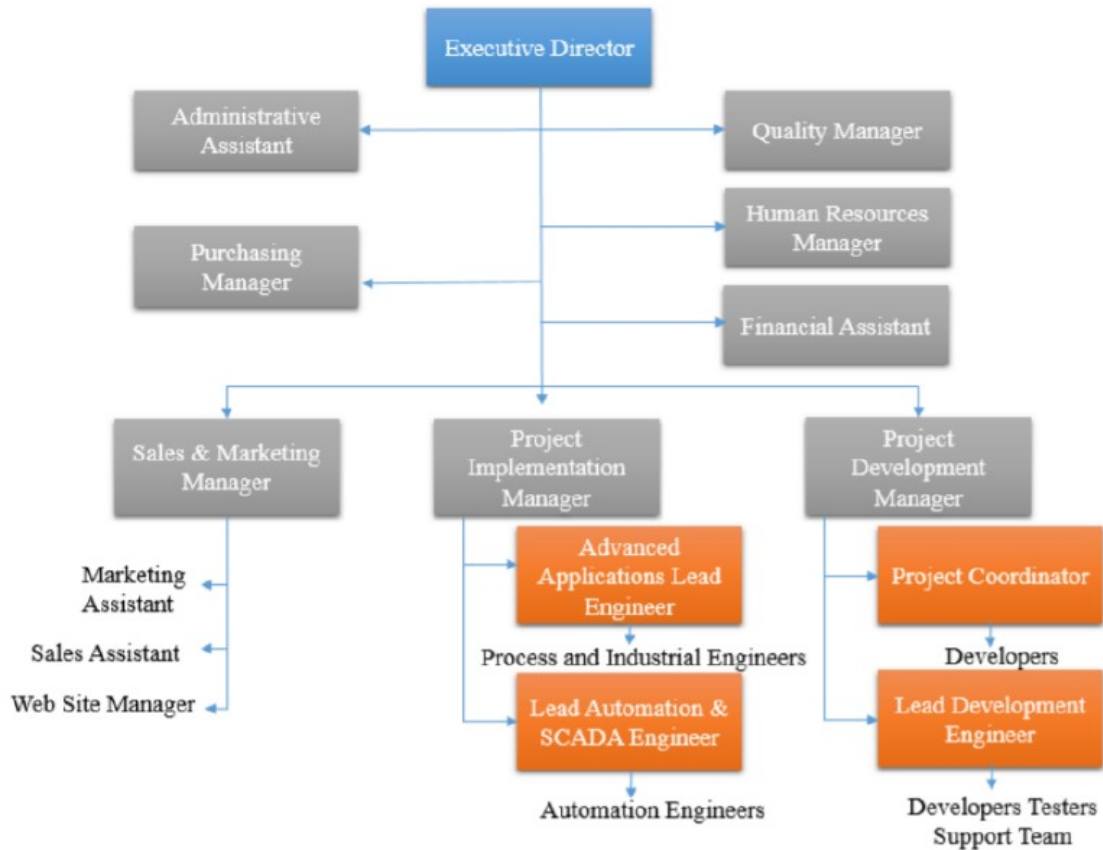 Executive Director
Administrative
Assistant
Quality Manager
Human Resources
Manager
Purchasing
Manager
Financial Assistant
Sales & Marketing
Manager
Project
Implementation
Manager
Project
Development
Manager
Marketing
Assistant
Sales Assistant
Web Site Manager
Advanced
Applications Lead
Engineer
Process and Industrial Engineers
Lead Automation &
SCADA Engineer
Automation Engineers
Project Coordinator
Developers
Lead Development
Engineer
Developers Testers
Support Team